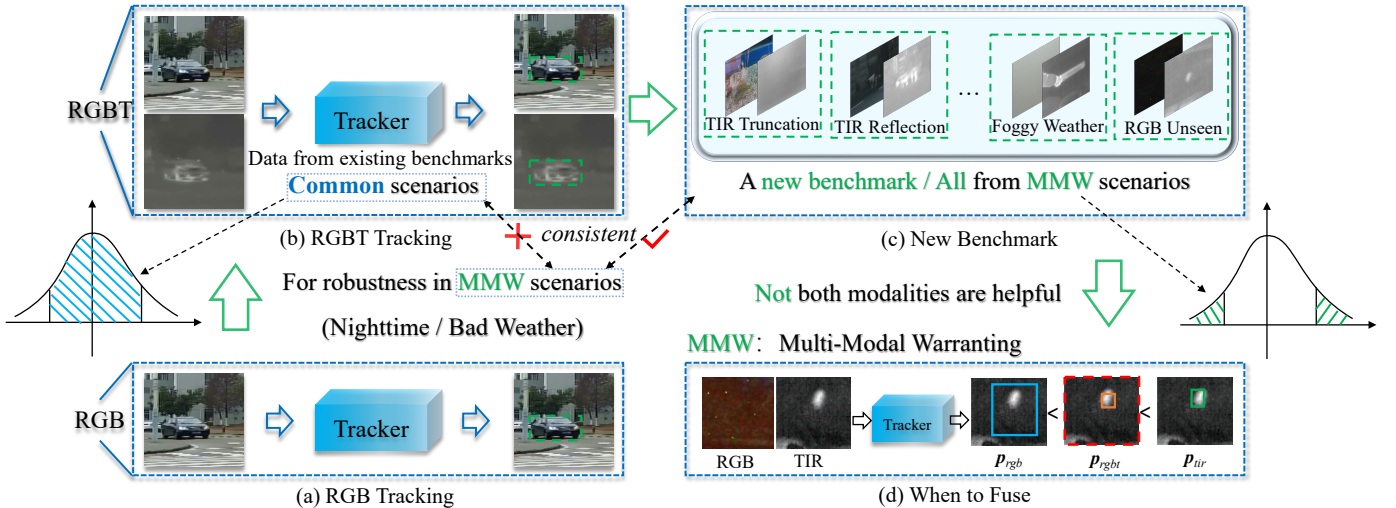 RGBT
Tracker
Data from existing benchmarks
Common scenarios
(b) RGBT Tracking
TIR Truncation
TIR Reflection
...
Foggy Weather
RGB Unseen
A new benchmark / All from MMW scenarios
(c) New Benchmark
consistent
For robustness in MMW scenarios
(Nighttime / Bad Weather)
Not both modalities are helpful
MMW: Multi-Modal Warranting
RGB
Tracker
(a) RGB Tracking
RGB
TIR
Tracker
<
<
p_rgb
p_rgbt
p_tir
(d) When to Fuse